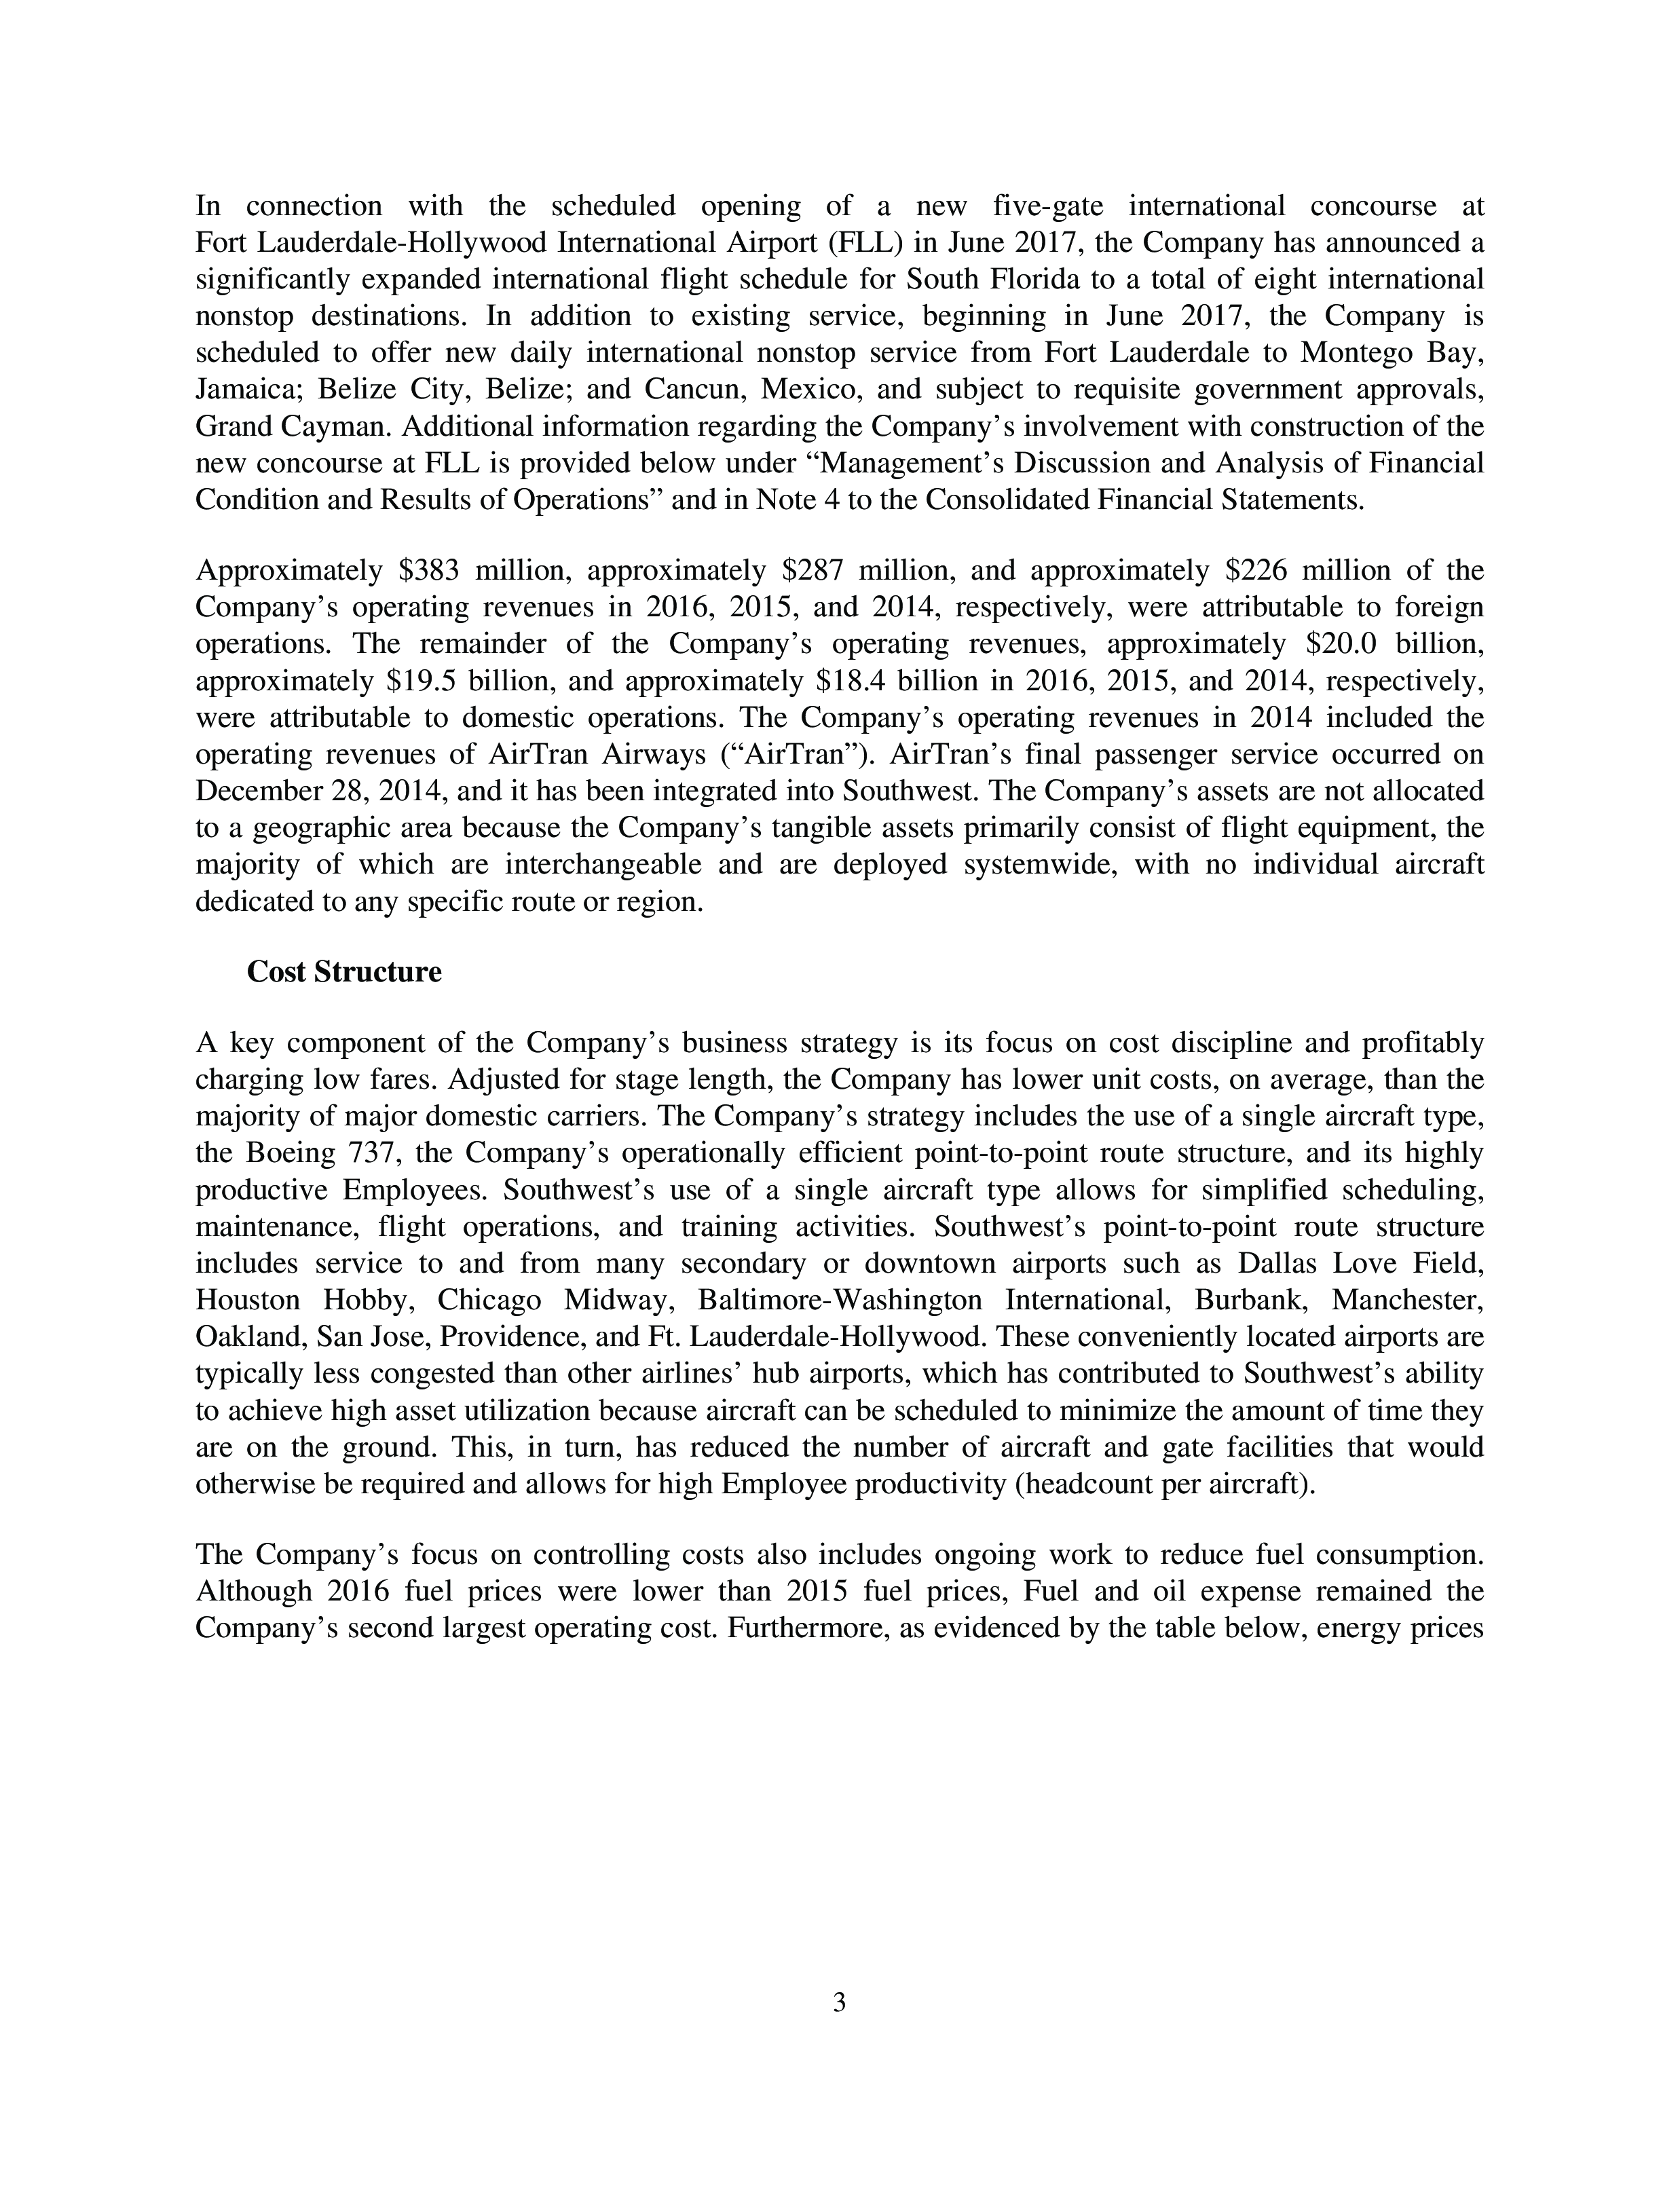 In connection with the scheduled opening of a new five-gate international concourse at
Fort Lauderdale-Hollywood International Airport (FLL) in June 2017, the Company has announced a
significantly expanded international flight schedule for South Florida to a total of eight international
nonstop destinations. In addition to existing service, beginning in June 2017, the Company is
scheduled to offer new daily international nonstop service from Fort Lauderdale to Montego Bay,
Jamaica; Belize City, Belize; and Cancun, Mexico, and subject to requisite government approvals,
Grand Cayman. Additional information regarding the Company’s involvement with construction of the
new concourse at FLL is provided below under “Management’s Discussion and Analysis of Financial
Condition and Results of Operations” and in Note 4 to the Consolidated Financial Statements.
Approximately $383 million, approximately $287 million, and approximately $226 million of the
Company’s operating revenues in 2016, 2015, and 2014, respectively, were attributable to foreign
operations. The remainder of the Company’s operating revenues, approximately $20.0 billion,
approximately $19.5 billion, and approximately $18.4 billion in 2016, 2015, and 2014, respectively,
were attributable to domestic operations. The Company’s operating revenues in 2014 included the
operating revenues of AirTran Airways (“AirTran”). AirTran’s final passenger service occurred on
December 28, 2014, and it has been integrated into Southwest. The Company’s assets are not allocated
to a geographic area because the Company’s tangible assets primarily consist of flight equipment, the
majority of which are interchangeable and are deployed systemwide, with no individual aircraft
dedicated to any specific route or region.
Cost Structure
A key component of the Company’s business strategy is its focus on cost discipline and profitably
charging low fares. Adjusted for stage length, the Company has lower unit costs, on average, than the
majority of major domestic carriers. The Company’s strategy includes the use of a single aircraft type,
the Boeing 737, the Company’s operationally efficient point-to-point route structure, and its highly
productive Employees. Southwest’s use of a single aircraft type allows for simplified scheduling,
maintenance, flight operations, and training activities. Southwest’s point-to-point route structure
includes service to and from many secondary or downtown airports such as Dallas Love Field,
Houston Hobby, Chicago Midway, Baltimore-Washington International, Burbank, Manchester,
Oakland, San Jose, Providence, and Ft. Lauderdale-Hollywood. These conveniently located airports are
typically less congested than other airlines’ hub airports, which has contributed to Southwest’s ability
to achieve high asset utilization because aircraft can be scheduled to minimize the amount of time they
are on the ground. This, in turn, has reduced the number of aircraft and gate facilities that would
otherwise be required and allows for high Employee productivity (headcount per aircraft).
The Company’s focus on controlling costs also includes ongoing work to reduce fuel consumption.
Although 2016 fuel prices were lower than 2015 fuel prices, Fuel and oil expense remained the
Company’s second largest operating cost. Furthermore, as evidenced by the table below, energy prices
3